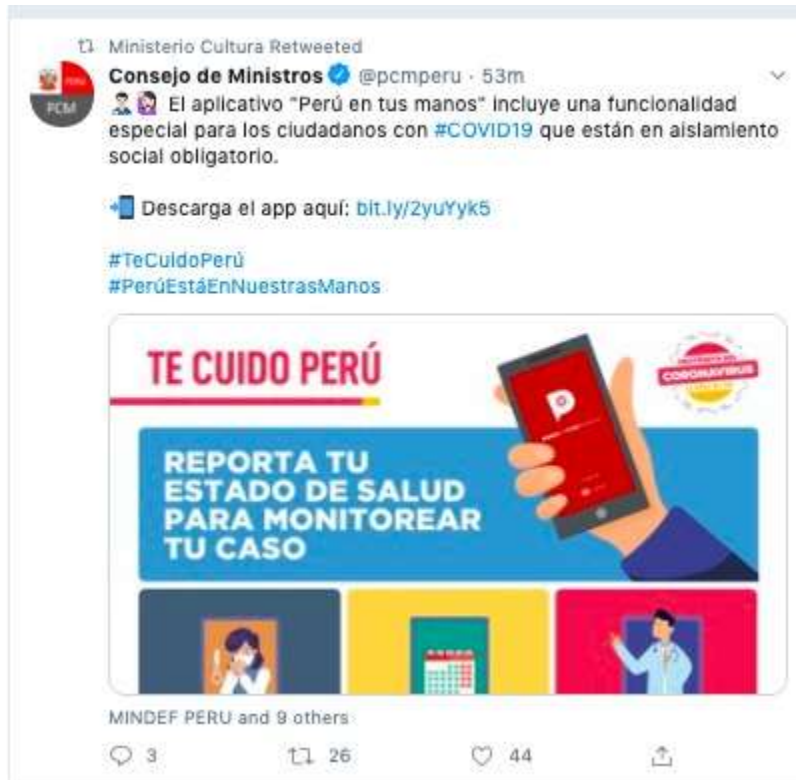 Ministerio Cultura Retweeted
Consejo de Ministros @pcmperu · 53m
El aplicativo "Perú en tus manos" incluye una funcionalidad
especial para los ciudadanos con #COVID19 que están en aislamiento
social obligatorio.
Descarga el app aquí: bit.ly/2yuYyk5
#TeCuidoPerú
#PerúEstáEnNuestrasManos
PCM
TE CUIDO PERÚ
CORONAVIRUS
REPORTA TU
ESTADO DE SALUD
PARA MONITOREAR
TU CASO
MINDEF PERU and 9 others
3 26 44